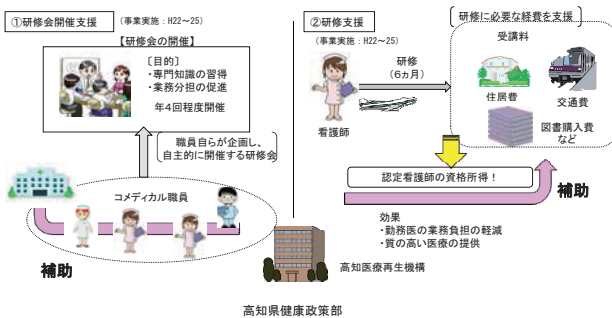 ①研修会開催支援 (事業実施：H22～25)
【研修会の開催】
〔目的〕
・専門知識の習得
・業務分担の促進
年4回程度開催
職員自らが企画し、
自主的に開催する研修会
コメディカル職員
補助
②研修支援
(事業実施：H22～25)
看護師
研修
(6ヵ月)
研修に必要な経費を支援
受講料
住居費
交通費
図書購入費
など
認定看護師の資格所得！
補助
効果
・勤務医の業務負担の軽減
・質の高い医療の提供
高知医療再生機構
高知県健康政策部